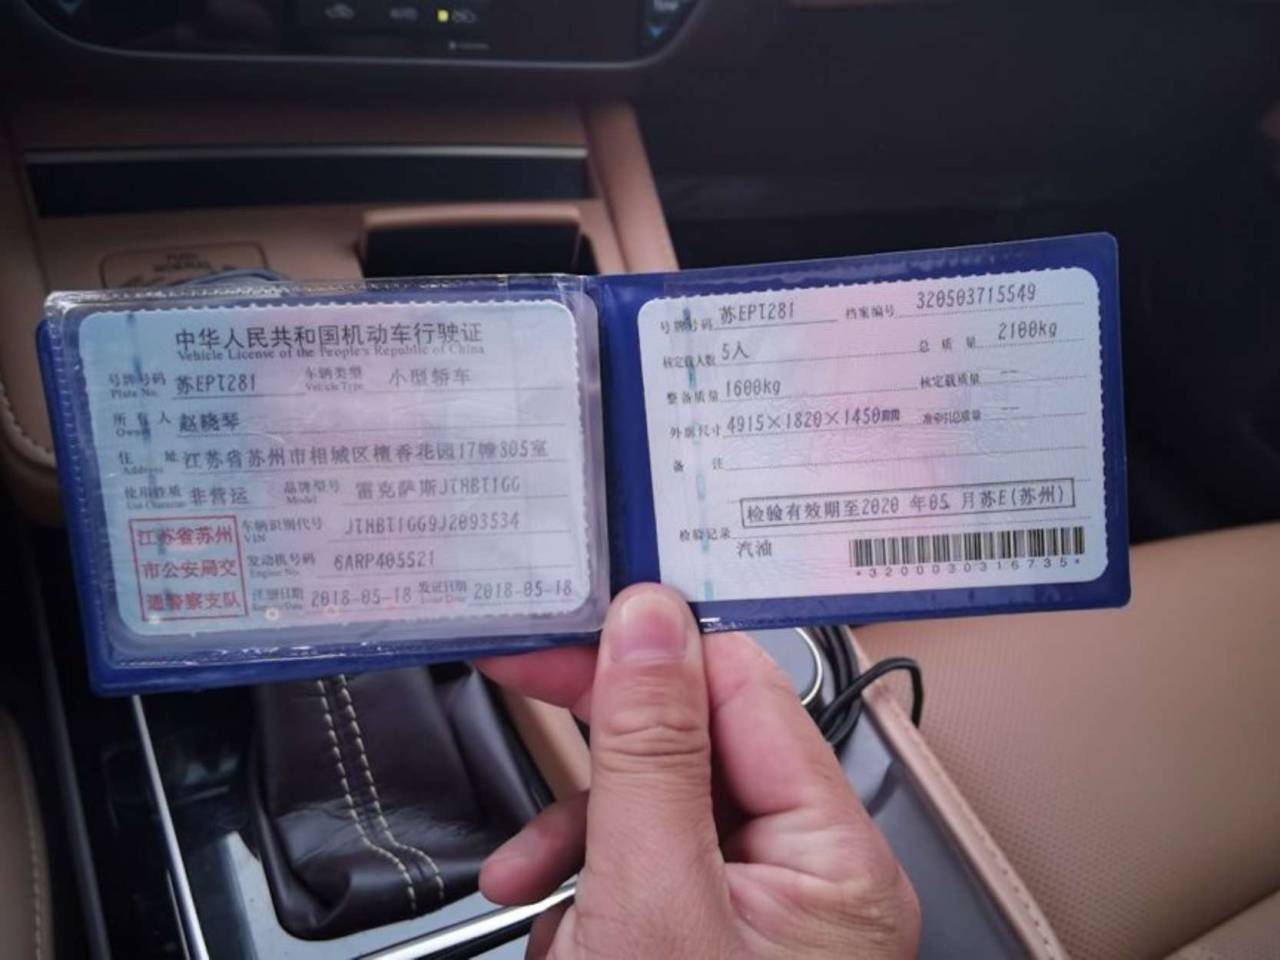 中华人民共和国机动车行驶证
Vehicle License of the People's Republic of China
号牌号码 苏EPT281 车辆类型 小型轿车
Plate No. Vehicle Type
所有人 赵晓琴
Owner
住址 江苏省苏州市相城区檀香花园17幢805室
Address
使用性质 非营运 品牌型号 雷克萨斯JTHBT1GG
Use Character Model
江苏省苏州
市公安局交
通警察支队
车辆识别代号 JTHBT1GG9J2093534
VIN
发动机号码 6ARP405521
Engine No.
注册日期 2018-05-18 发证日期 2018-05-18
Register Date Issue Date
号牌号码 苏EPT281 档案编号 320503715549
核定载人数 5人 总质量 2100kg
整备质量 1600kg 核定载质量 --
外廓尺寸 4915×1820×1450mm 准牵引总质量 --
备注
检验有效期至2020 年05 月苏E(苏州)
检验记录
汽油
*3200030316735*